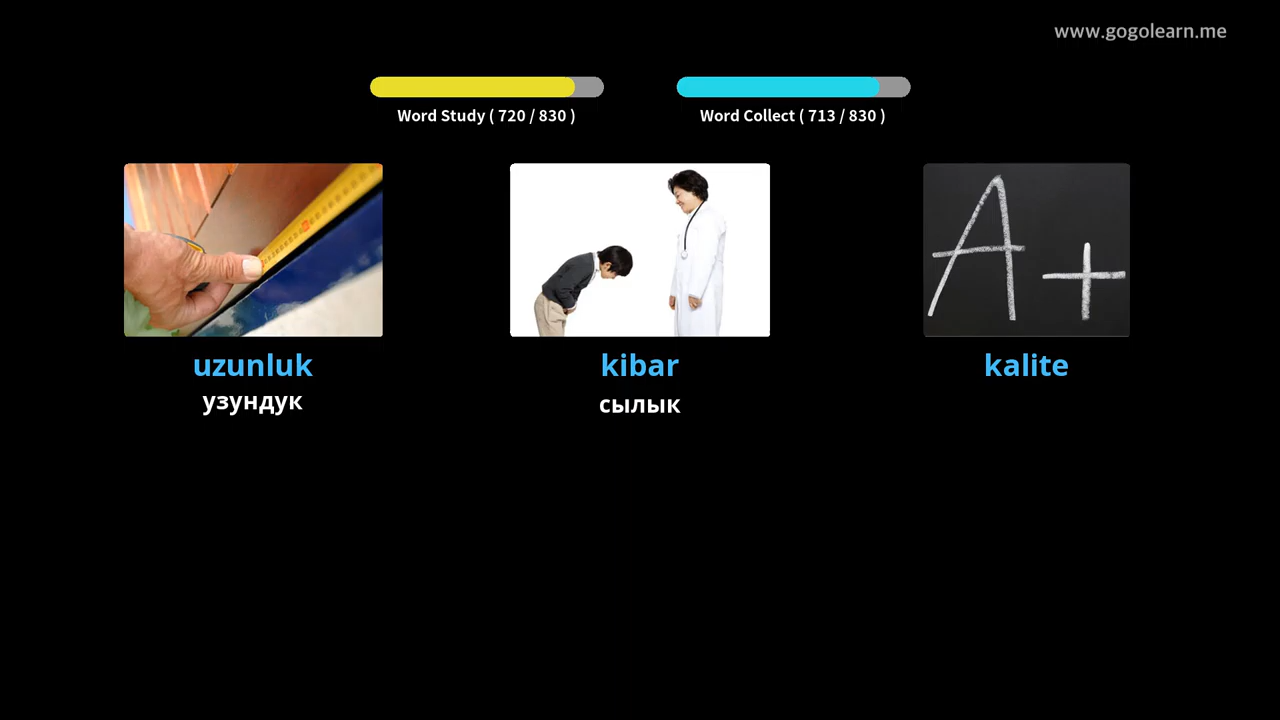 www.gogolearn.me
Word Study ( 720 / 830 )
Word Collect ( 713 / 830 )
A+
uzunluk
kibar
kalite
узундук
сылык